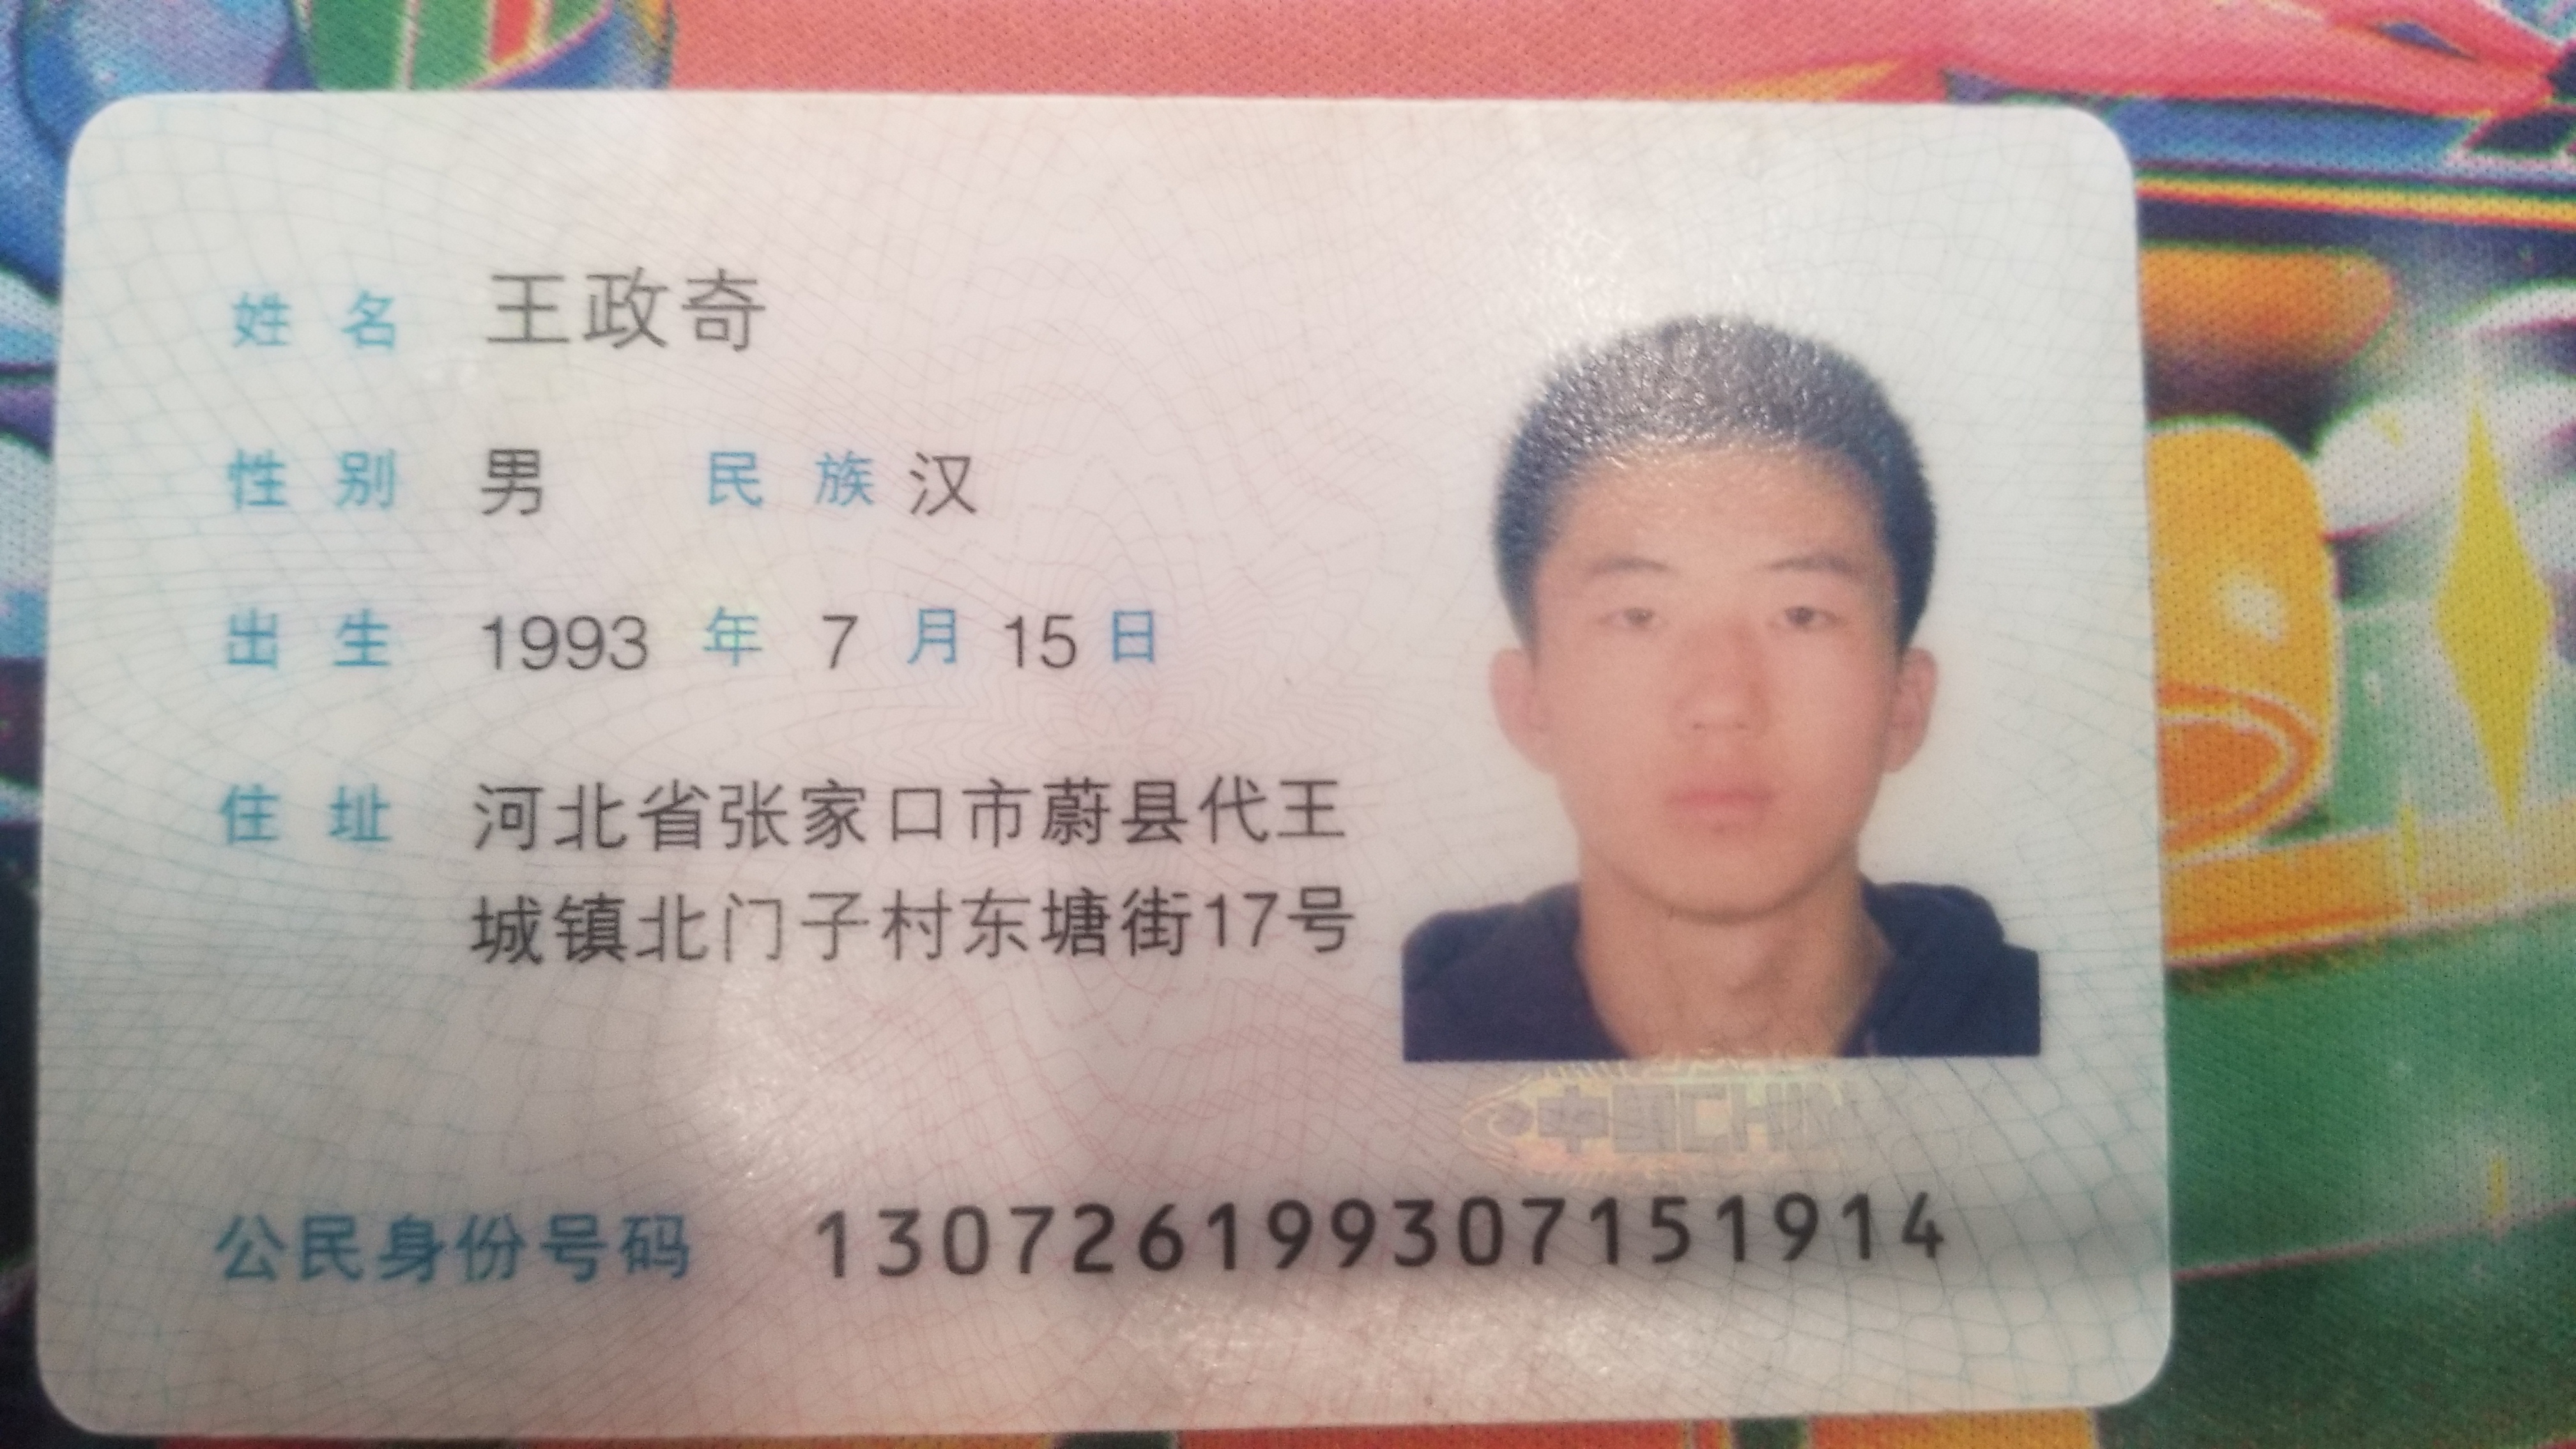 姓名 王政奇
性别 男 民族 汉
出生 1993 年 7 月 15 日
住址 河北省张家口市蔚县代王
城镇北门子村东塘街17号
中国CHINA
公民身份号码 130726199307151914